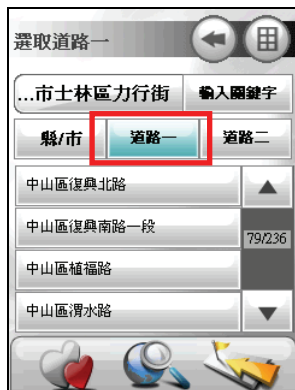 選取道路一
...市士林區力行街 輸入關鍵字
縣/市 道路一 道路二
中山區復興北路
中山區復興南路一段
79/236
中山區植福路
中山區渭水路